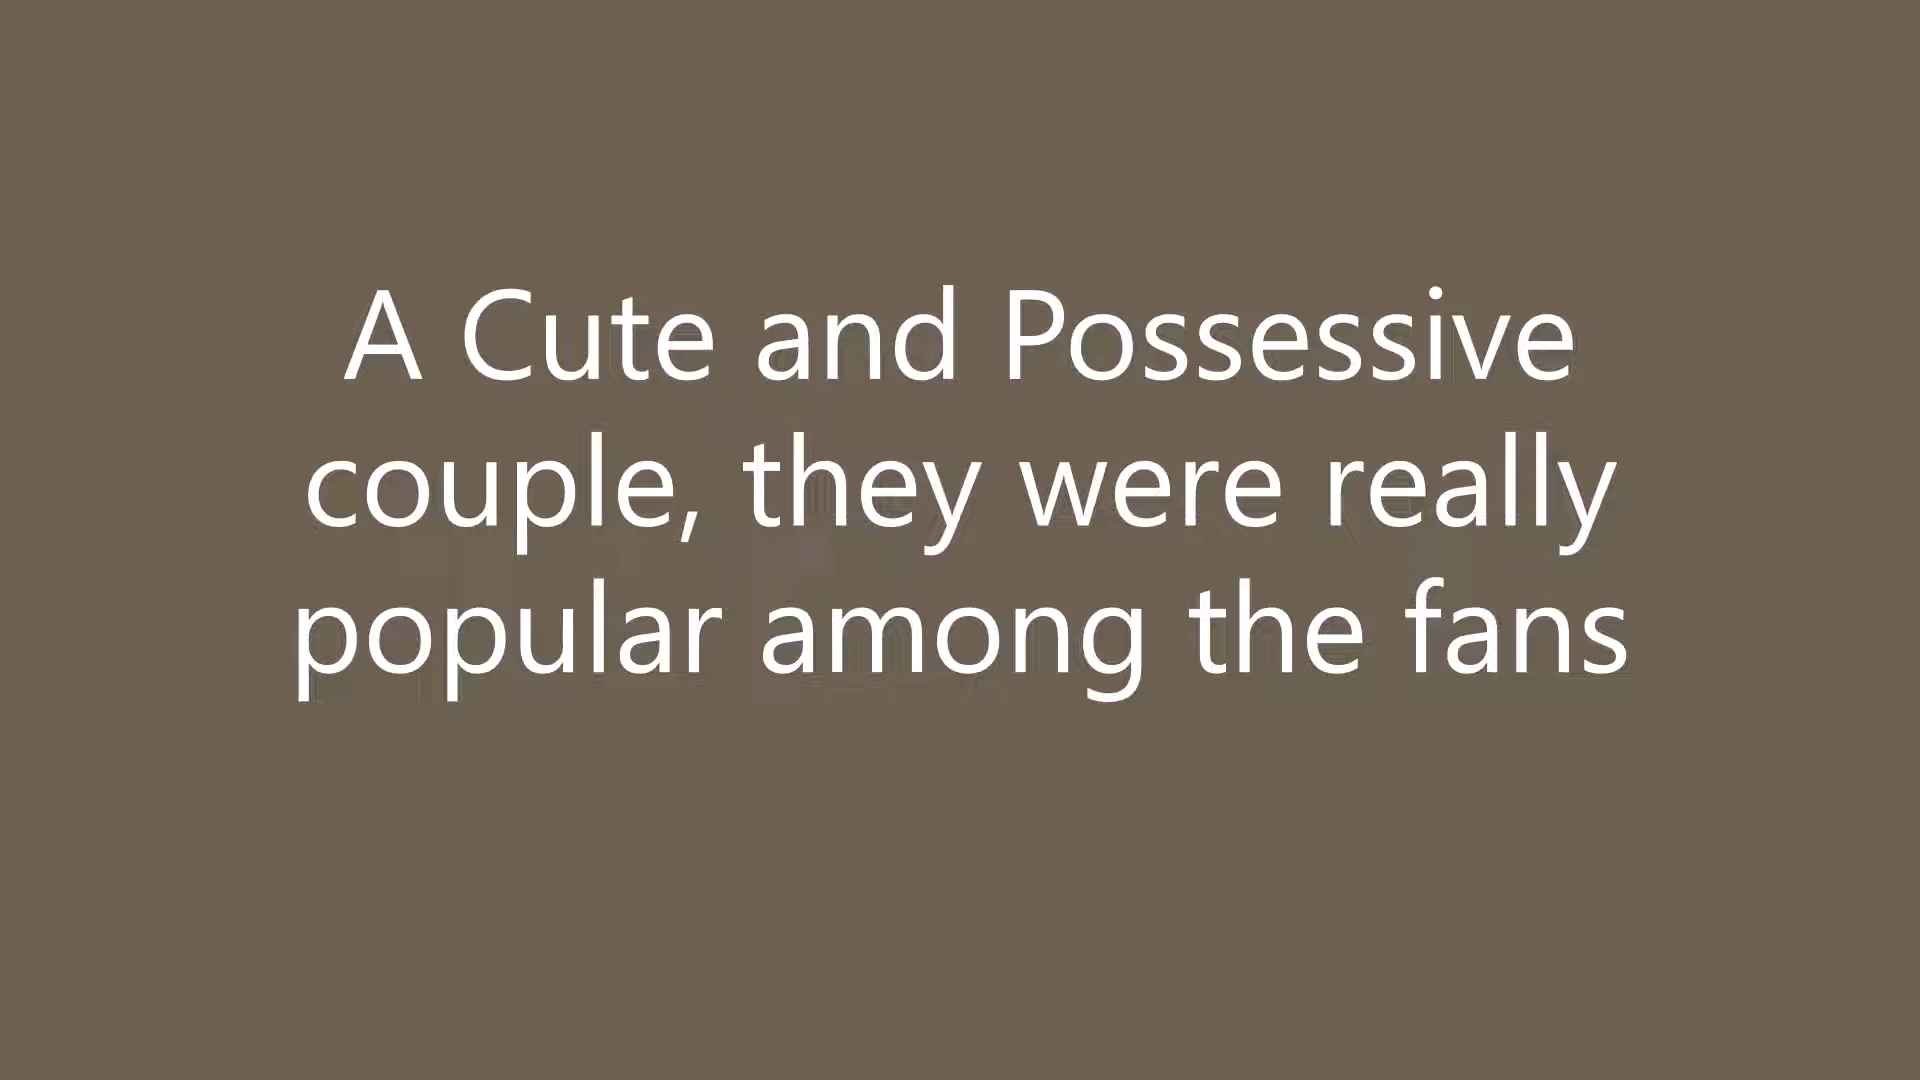 A Cute and Possessive
couple, they were really
popular among the fans